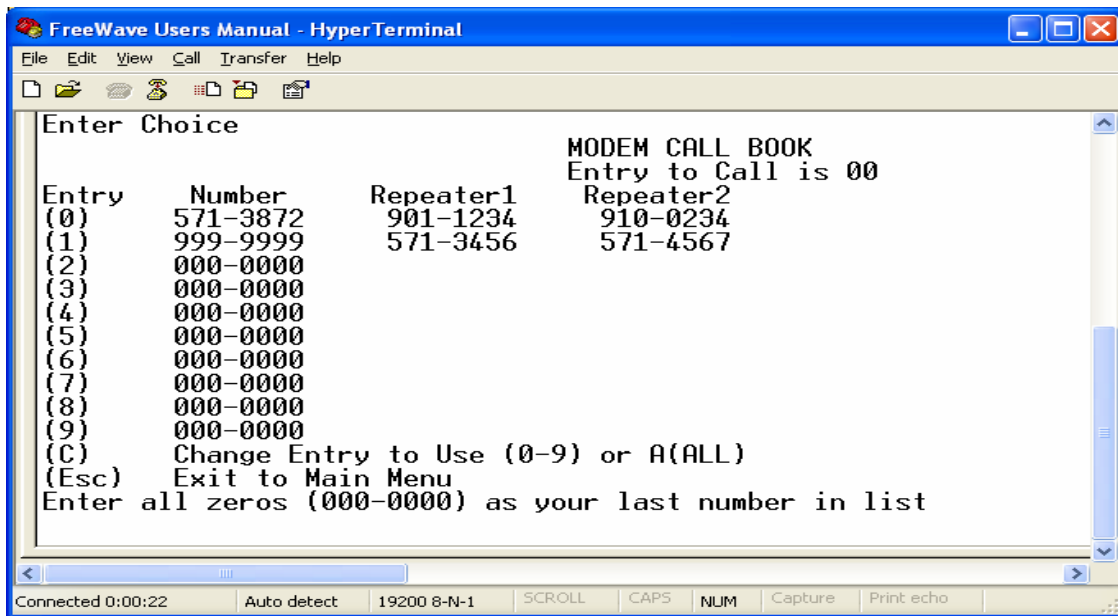 FreeWave Users Manual - HyperTerminal
File Edit View Call Transfer Help
Enter Choice
MODEM CALL BOOK
Entry to Call is 00
Entry Number Repeater1 Repeater2
(0) 571-3872 901-1234 910-0234
(1) 999-9999 571-3456 571-4567
(2) 000-0000
(3) 000-0000
(4) 000-0000
(5) 000-0000
(6) 000-0000
(7) 000-0000
(8) 000-0000
(9) 000-0000
(C) Change Entry to Use (0-9) or A(ALL)
(Esc) Exit to Main Menu
Enter all zeros (000-0000) as your last number in list
Connected 0:00:22 Auto detect 19200 8-N-1 SCROLL CAPS NUM Capture Print echo